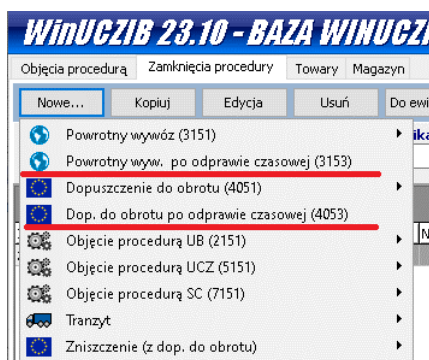 WinUCZIB 23.10 - BAZA WINUCZ
Objęcia procedurą Zamknięcia procedury Towary Magazyn
Nowe... Kopiuj Edycja Usuń Do ewi
Powrotny wywóz (3151)
Powrotny wyw. po odprawie czasowej (3153)
Dopuszczenie do obrotu (4051)
Dop. do obrotu po odprawie czasowej (4053)
Objęcie procedurą UB (2151)
Objęcie procedurą UCZ (5151)
Objęcie procedurą SC (7151)
Tranzyt
Zniszczenie (z dop. do obrotu)